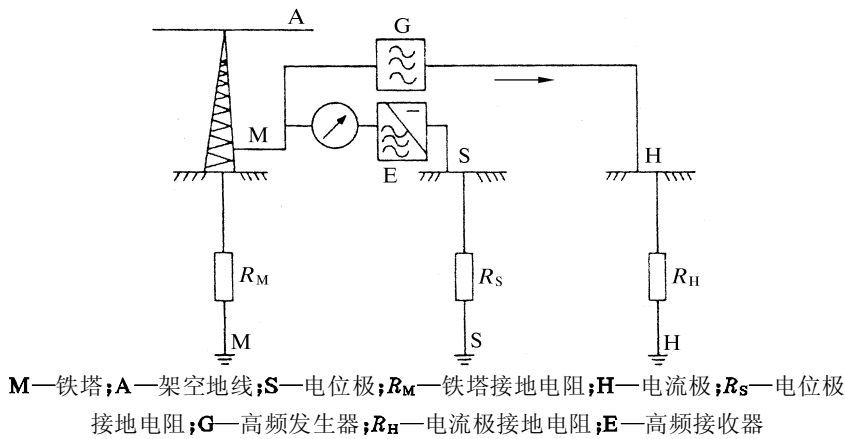 A
G
M
E
S
H
R_M
R_S
R_H
M
S
H
M—铁塔;A—架空地线;S—电位极;R_M—铁塔接地电阻;H—电流极;R_S—电位极
接地电阻;G—高频发生器;R_H—电流极接地电阻;E—高频接收器